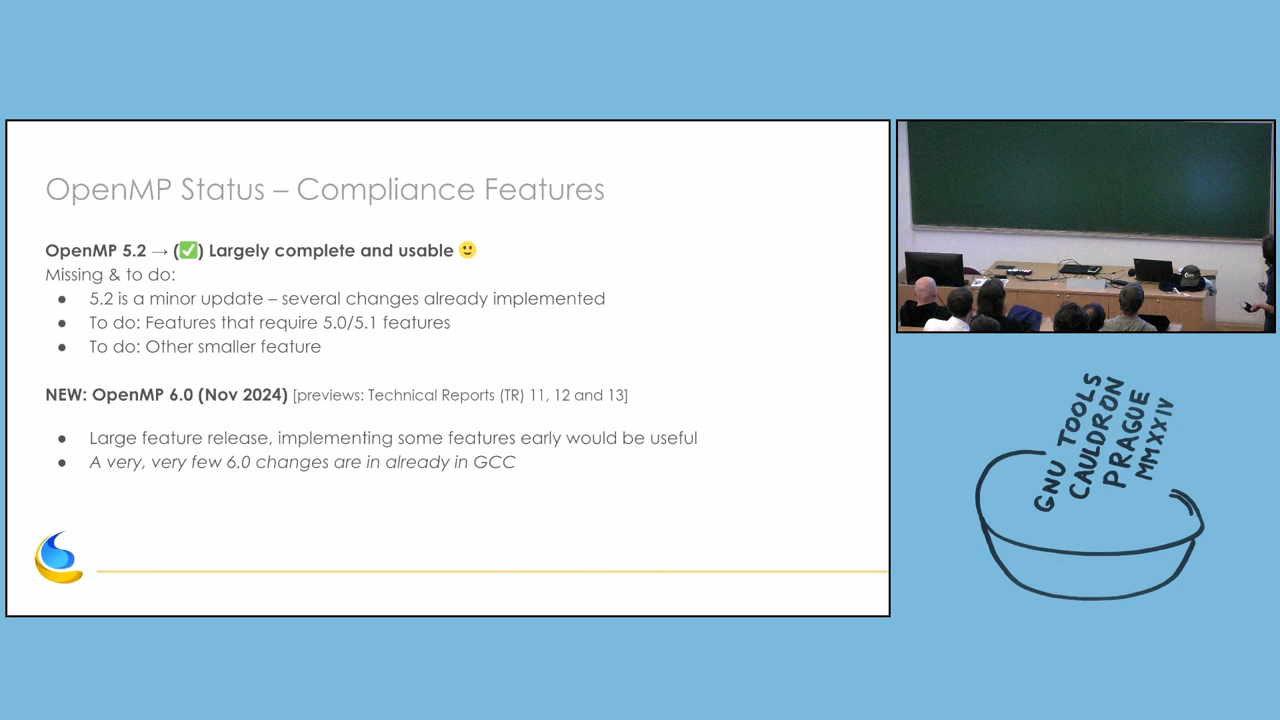 OpenMP Status – Compliance Features
OpenMP 5.2 → (✅) Largely complete and usable 🙂
Missing & to do:
● 5.2 is a minor update – several changes already implemented
● To do: Features that require 5.0/5.1 features
● To do: Other smaller feature
NEW: OpenMP 6.0 (Nov 2024) [previews: Technical Reports (TR) 11, 12 and 13]
● Large feature release, implementing some features early would be useful
● A very, very few 6.0 changes are in already in GCC
GNU TOOLS
CAULDRON
PRAGUE
MMXXIV